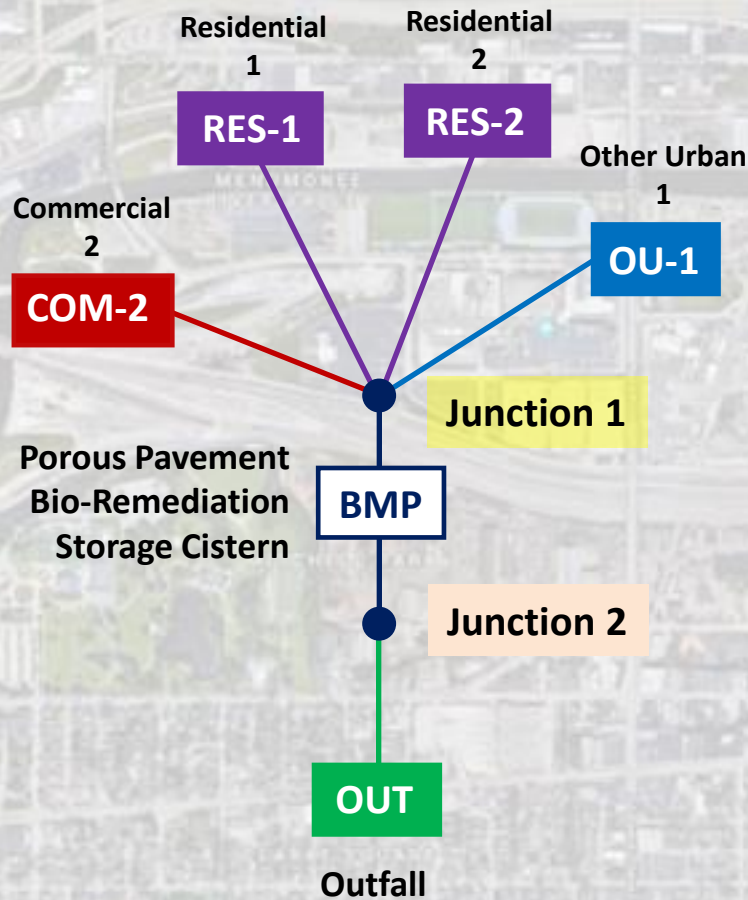 Residential
1
Residential
2
RES-1
RES-2
Other Urban
1
Commercial
2
OU-1
COM-2
MENOMONEE
Junction 1
Porous Pavement
Bio-Remediation
Storage Cistern
BMP
Junction 2
OUT
Outfall